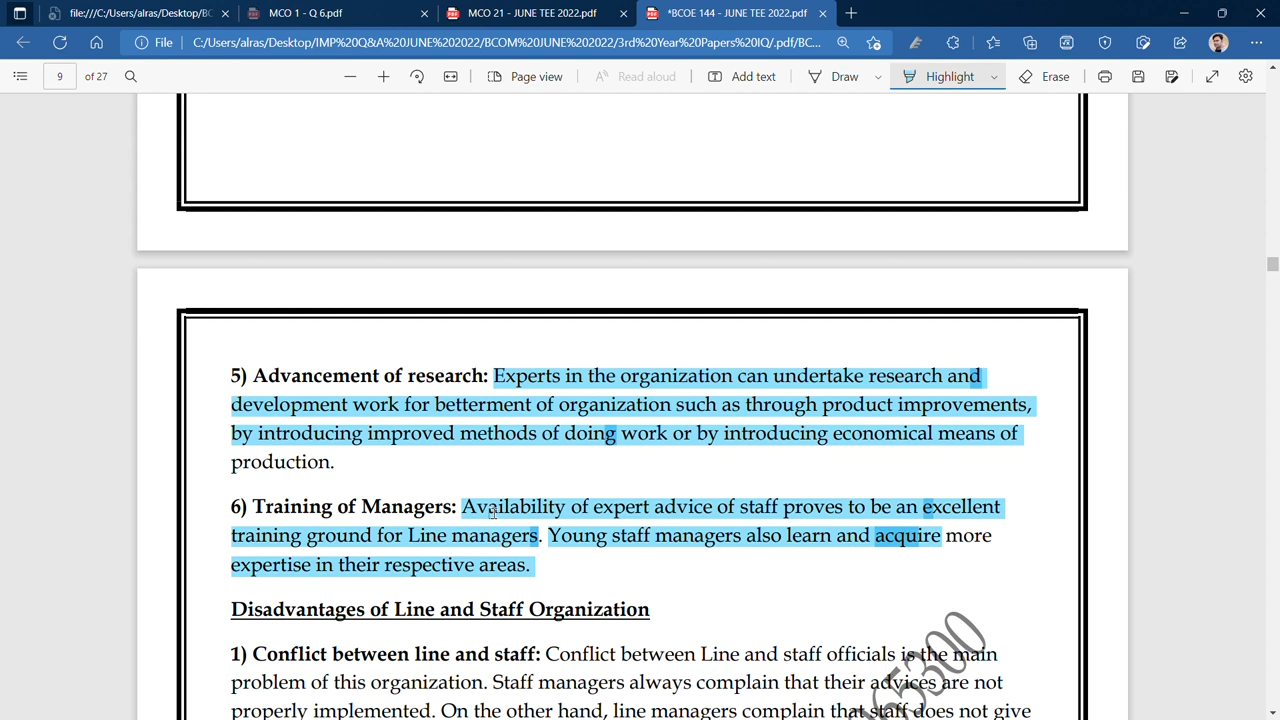 file:///C:/Users/alras/Desktop/BC
MCO 1 - Q 6.pdf
MCO 21 - JUNE TEE 2022.pdf
*BCOE 144 - JUNE TEE 2022.pdf
File
C:/Users/alras/Desktop/IMP%20Q&A%20JUNE%202022/BCOM%20JUNE%202022/3rd%20Year%20Papers%20IQ/.pdf/BC...
9 of 27
Page view
Read aloud
Add text
Draw
Highlight
Erase
5) Advancement of research: Experts in the organization can undertake research and
development work for betterment of organization such as through product improvements,
by introducing improved methods of doing work or by introducing economical means of
production.
6) Training of Managers: Availability of expert advice of staff proves to be an excellent
training ground for Line managers. Young staff managers also learn and acquire more
expertise in their respective areas.
Disadvantages of Line and Staff Organization
1) Conflict between line and staff: Conflict between Line and staff officials is the main
problem of this organization. Staff managers always complain that their advices are not
properly implemented. On the other hand, line managers complain that staff does not give
65300